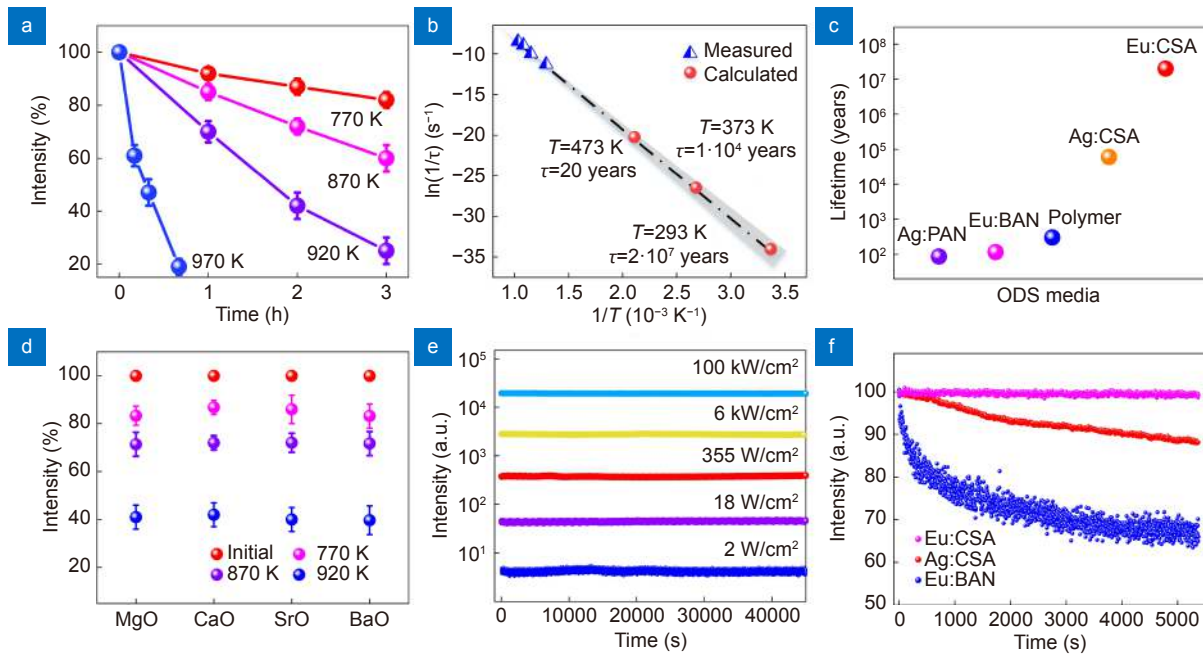 a
Intensity (%)
100
80
60
40
20
770 K
870 K
920 K
970 K
0
1
2
3
Time (h)
b
ln(1/τ) (s⁻¹)
−5
−10
−15
−20
−25
−30
−35
Measured
Calculated
T=373 K
τ=1·10⁴ years
T=473 K
τ=20 years
T=293 K
τ=2·10⁷ years
1.0
1.5
2.0
2.5
3.0
3.5
1/T (10⁻³ K⁻¹)
c
Lifetime (years)
10⁸
10⁷
10⁶
10⁵
10⁴
10³
10²
Eu:CSA
Ag:CSA
Polymer
Eu:BAN
Ag:PAN
ODS media
d
Intensity (%)
100
80
60
40
20
Initial
770 K
870 K
920 K
MgO
CaO
SrO
BaO
e
Intensity (a.u.)
10⁵
10⁴
10³
10²
10¹
100 kW/cm²
6 kW/cm²
355 W/cm²
18 W/cm²
2 W/cm²
0
10000
20000
30000
40000
Time (s)
f
Intensity (a.u.)
100
90
80
70
60
50
Eu:CSA
Ag:CSA
Eu:BAN
0
1000
2000
3000
4000
5000
Time (s)